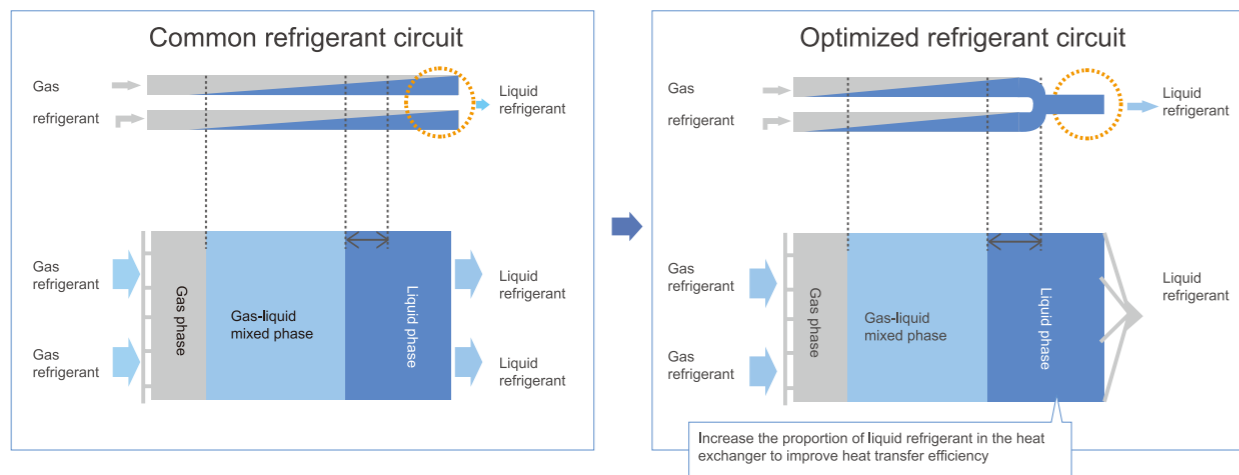 Common refrigerant circuit
Gas
refrigerant
Liquid
refrigerant
Gas
refrigerant
Gas
refrigerant
Gas phase
Gas-liquid
mixed phase
Liquid phase
Liquid
refrigerant
Liquid
refrigerant
Optimized refrigerant circuit
Gas
refrigerant
Liquid
refrigerant
Gas
refrigerant
Gas
refrigerant
Gas phase
Gas-liquid
mixed phase
Liquid phase
Liquid
refrigerant
Increase the proportion of liquid refrigerant in the heat
exchanger to improve heat transfer efficiency